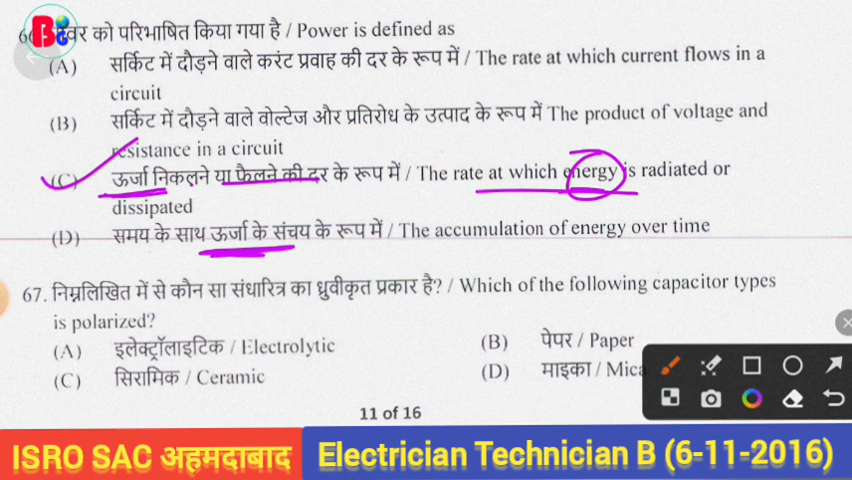 वर को परिभाषित किया गया है / Power is defined as
(A) सर्किट में दौड़ने वाले करंट प्रवाह की दर के रूप में / The rate at which current flows in a
circuit
(B) सर्किट में दौड़ने वाले वोल्टेज और प्रतिरोध के उत्पाद के रूप में The product of voltage and
resistance in a circuit
(C) ऊर्जा निकलने या फैलने की दर के रूप में / The rate at which energy is radiated or
dissipated
(D) समय के साथ ऊर्जा के संचय के रूप में / The accumulation of energy over time
67. निम्नलिखित में से कौन सा संधारित्र का ध्रुवीकृत प्रकार है? / Which of the following capacitor types
is polarized?
(A) इलेक्ट्रॉलाइटिक / Electrolytic (B) पेपर / Paper
(C) सिरामिक / Ceramic (D) माइका / Mica
11 of 16
ISRO SAC अहमदाबाद Electrician Technician B (6-11-2016)